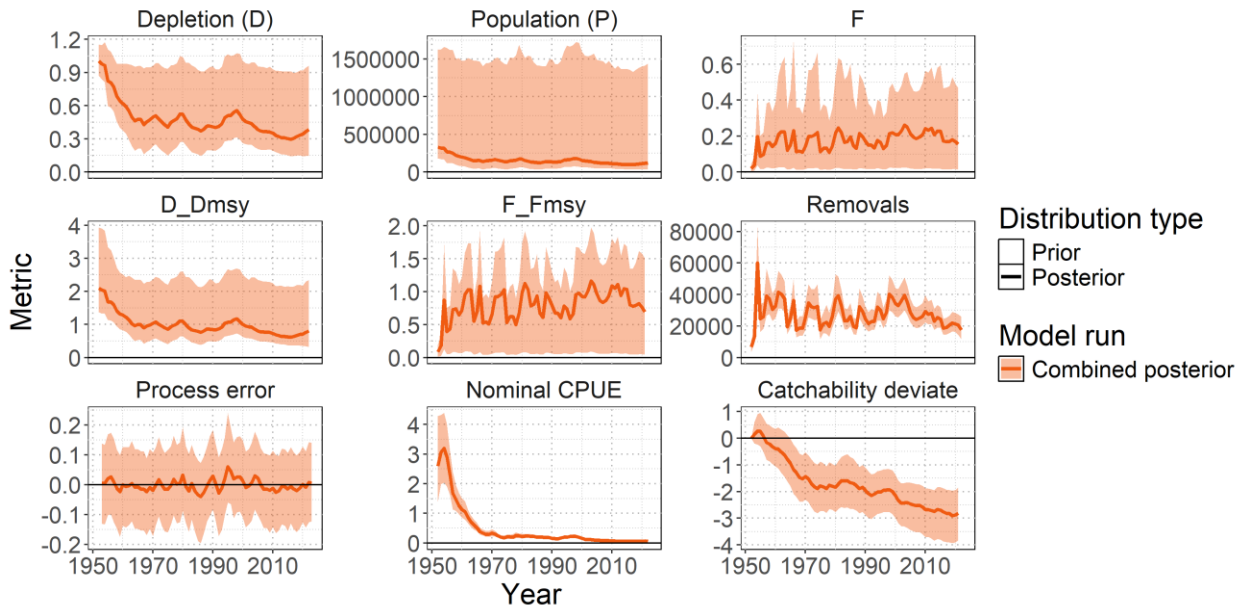 Depletion (D)
Population (P)
F
1.2
0.9
0.6
0.3
0.0
1500000
1000000
500000
0
0.6
0.4
0.2
0.0
D_Dmsy
F_Fmsy
Removals
4
3
2
1
0
2.0
1.5
1.0
0.5
0.0
80000
60000
40000
20000
Process error
Nominal CPUE
Catchability deviate
0.2
0.1
0.0
-0.1
-0.2
4
3
2
1
0
1
0
-1
-2
-3
-4
1950 1970 1990 2010
1950 1970 1990 2010
1950 1970 1990 2010
Metric
Year
Distribution type
Prior
Posterior
Model run
Combined posterior